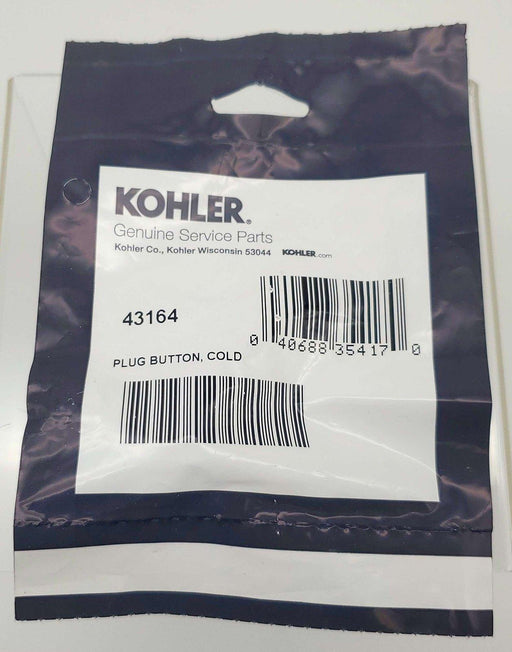 KOHLER®
Genuine Service Parts
Kohler Co., Kohler Wisconsin 53044 KOHLER.com
43164
0 40688 35417 0
PLUG BUTTON, COLD